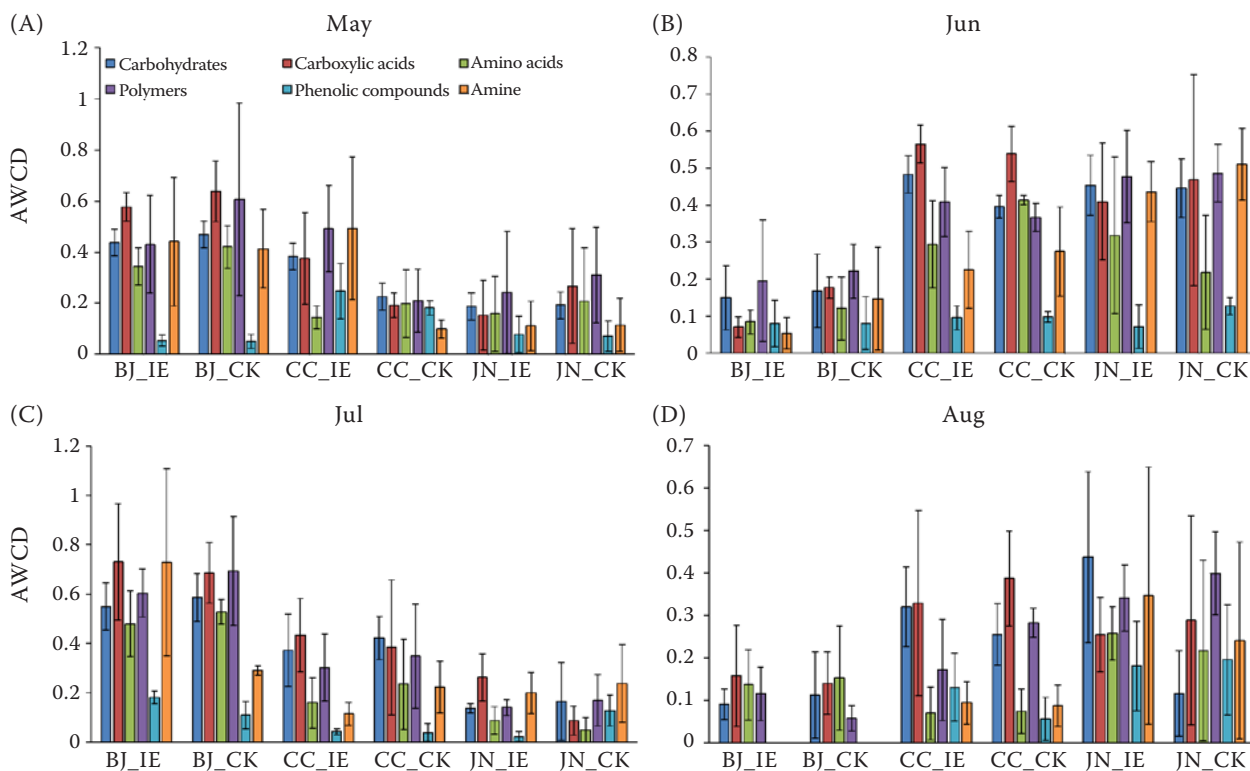 (A) May
1.2
1
0.8
0.6
0.4
0.2
0
AWCD
Carbohydrates Carboxylic acids Amino acids
Polymers Phenolic compounds Amine
BJ_IE BJ_CK CC_IE CC_CK JN_IE JN_CK
(B) Jun
0.8
0.7
0.6
0.5
0.4
0.3
0.2
0.1
0
BJ_IE BJ_CK CC_IE CC_CK JN_IE JN_CK
(C) Jul
1.2
1
0.8
0.6
0.4
0.2
0
AWCD
BJ_IE BJ_CK CC_IE CC_CK JN_IE JN_CK
(D) Aug
0.7
0.6
0.5
0.4
0.3
0.2
0.1
0
BJ_IE BJ_CK CC_IE CC_CK JN_IE JN_CK